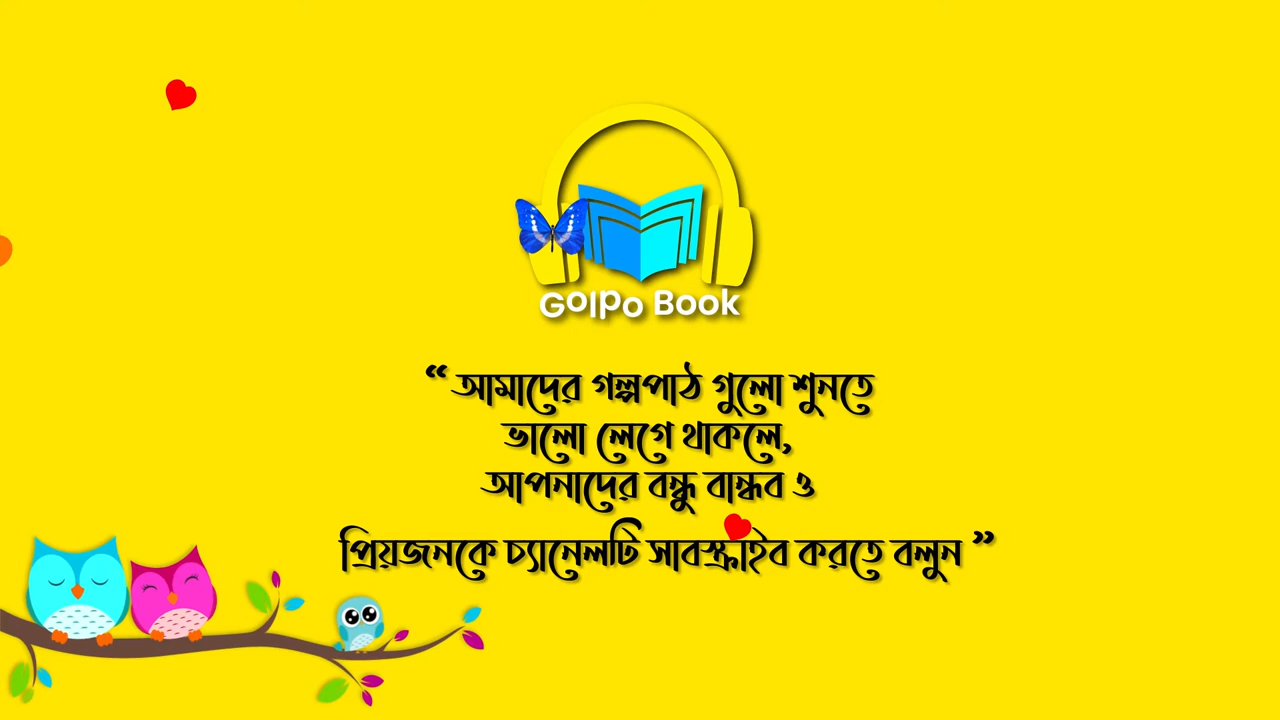 Golpo Book
“ আমাদের গল্পপাঠ গুলো শুনতে
ভালো লেগে থাকলে,
আপনাদের বন্ধু বান্ধব ও
প্রিয়জনকে চ্যানেলটি সাবস্ক্রাইব করতে বলুন ”